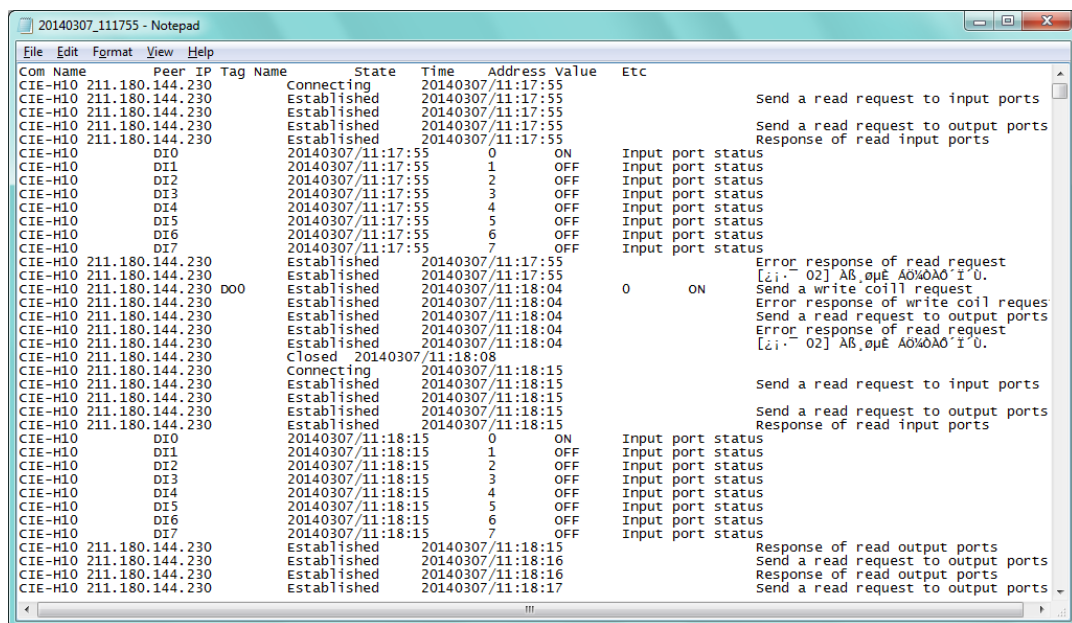 20140307_111755 - Notepad
File Edit Format View Help
Com Name Peer IP Tag Name State Time Address Value Etc
CIE-H10 211.180.144.230 Connecting 20140307/11:17:55
CIE-H10 211.180.144.230 Established 20140307/11:17:55 Send a read request to input ports
CIE-H10 211.180.144.230 Established 20140307/11:17:55
CIE-H10 211.180.144.230 Established 20140307/11:17:55 Send a read request to output ports
CIE-H10 211.180.144.230 Established 20140307/11:17:55 Response of read input ports
CIE-H10 DI0 20140307/11:17:55 0 ON Input port status
CIE-H10 DI1 20140307/11:17:55 1 OFF Input port status
CIE-H10 DI2 20140307/11:17:55 2 OFF Input port status
CIE-H10 DI3 20140307/11:17:55 3 OFF Input port status
CIE-H10 DI4 20140307/11:17:55 4 OFF Input port status
CIE-H10 DI5 20140307/11:17:55 5 OFF Input port status
CIE-H10 DI6 20140307/11:17:55 6 OFF Input port status
CIE-H10 DI7 20140307/11:17:55 7 OFF Input port status
CIE-H10 211.180.144.230 Established 20140307/11:17:55 Error response of read request
CIE-H10 211.180.144.230 Established 20140307/11:17:55 02]
CIE-H10 211.180.144.230 DO0 Established 20140307/11:18:04 0 ON Send a write coill request
CIE-H10 211.180.144.230 Established 20140307/11:18:04 Error response of write coil reques
CIE-H10 211.180.144.230 Established 20140307/11:18:04 Send a read request to output ports
CIE-H10 211.180.144.230 Established 20140307/11:18:04 Error response of read request
CIE-H10 211.180.144.230 Established 20140307/11:18:04 02]
CIE-H10 211.180.144.230 Closed 20140307/11:18:08
CIE-H10 211.180.144.230 Connecting 20140307/11:18:15
CIE-H10 211.180.144.230 Established 20140307/11:18:15 Send a read request to input ports
CIE-H10 211.180.144.230 Established 20140307/11:18:15
CIE-H10 211.180.144.230 Established 20140307/11:18:15 Send a read request to output ports
CIE-H10 211.180.144.230 Established 20140307/11:18:15 Response of read input ports
CIE-H10 DI0 20140307/11:18:15 0 ON Input port status
CIE-H10 DI1 20140307/11:18:15 1 OFF Input port status
CIE-H10 DI2 20140307/11:18:15 2 OFF Input port status
CIE-H10 DI3 20140307/11:18:15 3 OFF Input port status
CIE-H10 DI4 20140307/11:18:15 4 OFF Input port status
CIE-H10 DI5 20140307/11:18:15 5 OFF Input port status
CIE-H10 DI6 20140307/11:18:15 6 OFF Input port status
CIE-H10 DI7 20140307/11:18:15 7 OFF Input port status
CIE-H10 211.180.144.230 Established 20140307/11:18:15 Response of read output ports
CIE-H10 211.180.144.230 Established 20140307/11:18:16 Send a read request to output ports
CIE-H10 211.180.144.230 Established 20140307/11:18:16 Response of read output ports
CIE-H10 211.180.144.230 Established 20140307/11:18:17 Send a read request to output ports